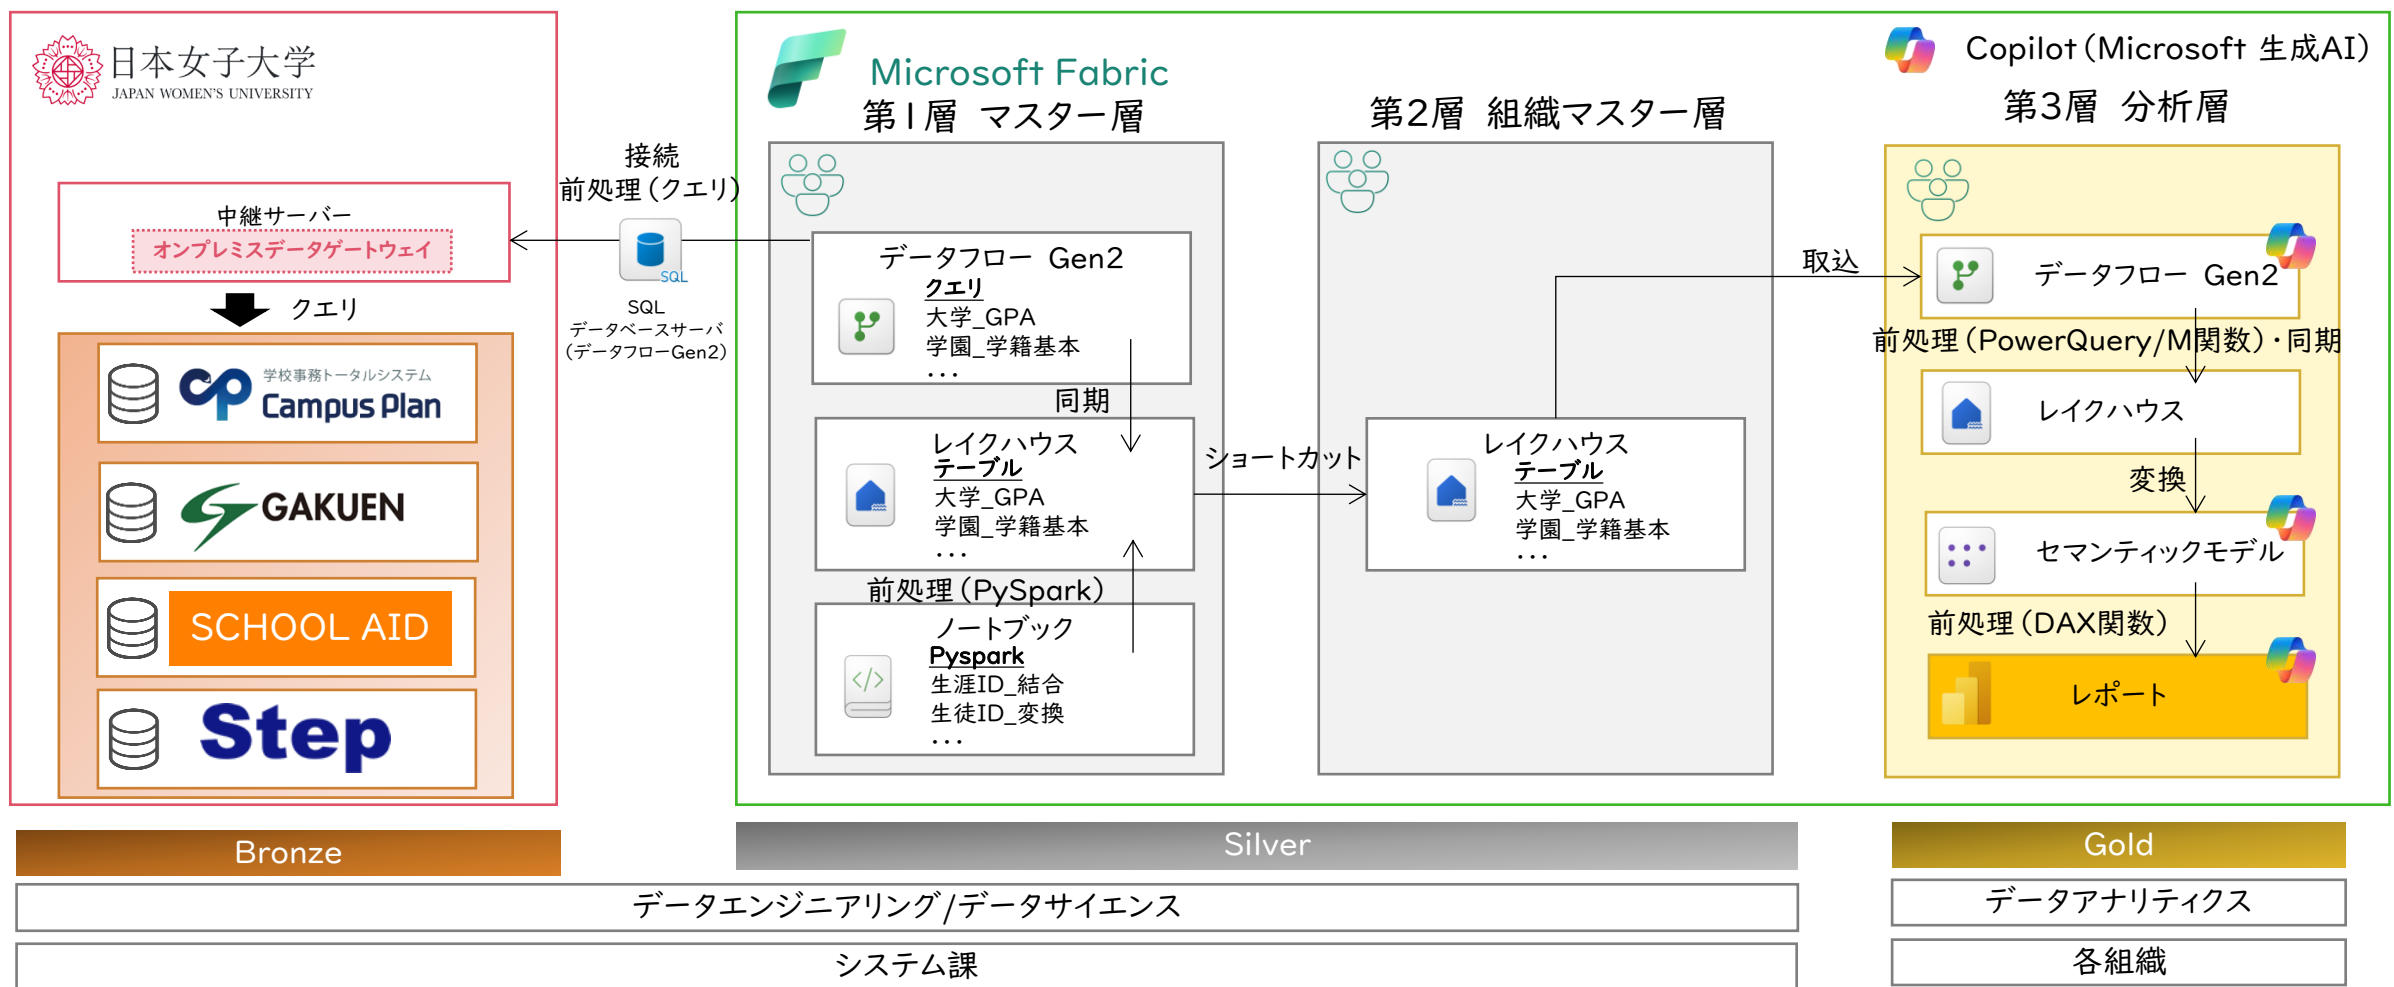 日本女子大学
JAPAN WOMEN'S UNIVERSITY
中継サーバー
オンプレミスデータゲートウェイ
クエリ
学校事務トータルシステム
Campus Plan
GAKUEN
SCHOOL AID
Step
接続
前処理(クエリ)
SQL
SQL
データベースサーバ
(データフローGen2)
Microsoft Fabric
第1層 マスター層
データフロー Gen2
クエリ
大学_GPA
学園_学籍基本
・・・
同期
レイクハウス
テーブル
大学_GPA
学園_学籍基本
・・・
前処理(PySpark)
ノートブック
Pyspark
生涯ID_結合
生徒ID_変換
・・・
ショートカット
第2層 組織マスター層
レイクハウス
テーブル
大学_GPA
学園_学籍基本
・・・
取込
Copilot(Microsoft 生成AI)
第3層 分析層
データフロー Gen2
前処理(PowerQuery/M関数)・同期
レイクハウス
変換
セマンティックモデル
前処理(DAX関数)
レポート
Bronze
Silver
Gold
データエンジニアリング/データサイエンス
データアナリティクス
システム課
各組織